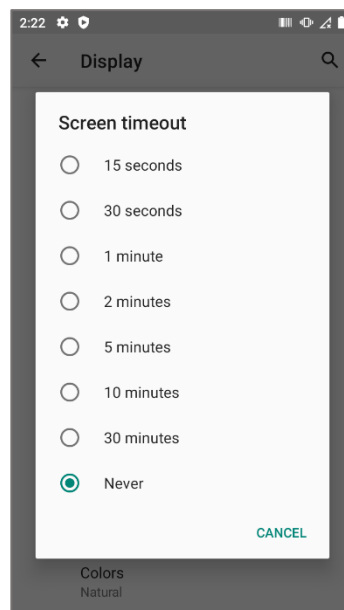 2:22
Display
Screen timeout
15 seconds
30 seconds
1 minute
2 minutes
5 minutes
10 minutes
30 minutes
Never
CANCEL
Colors
Natural